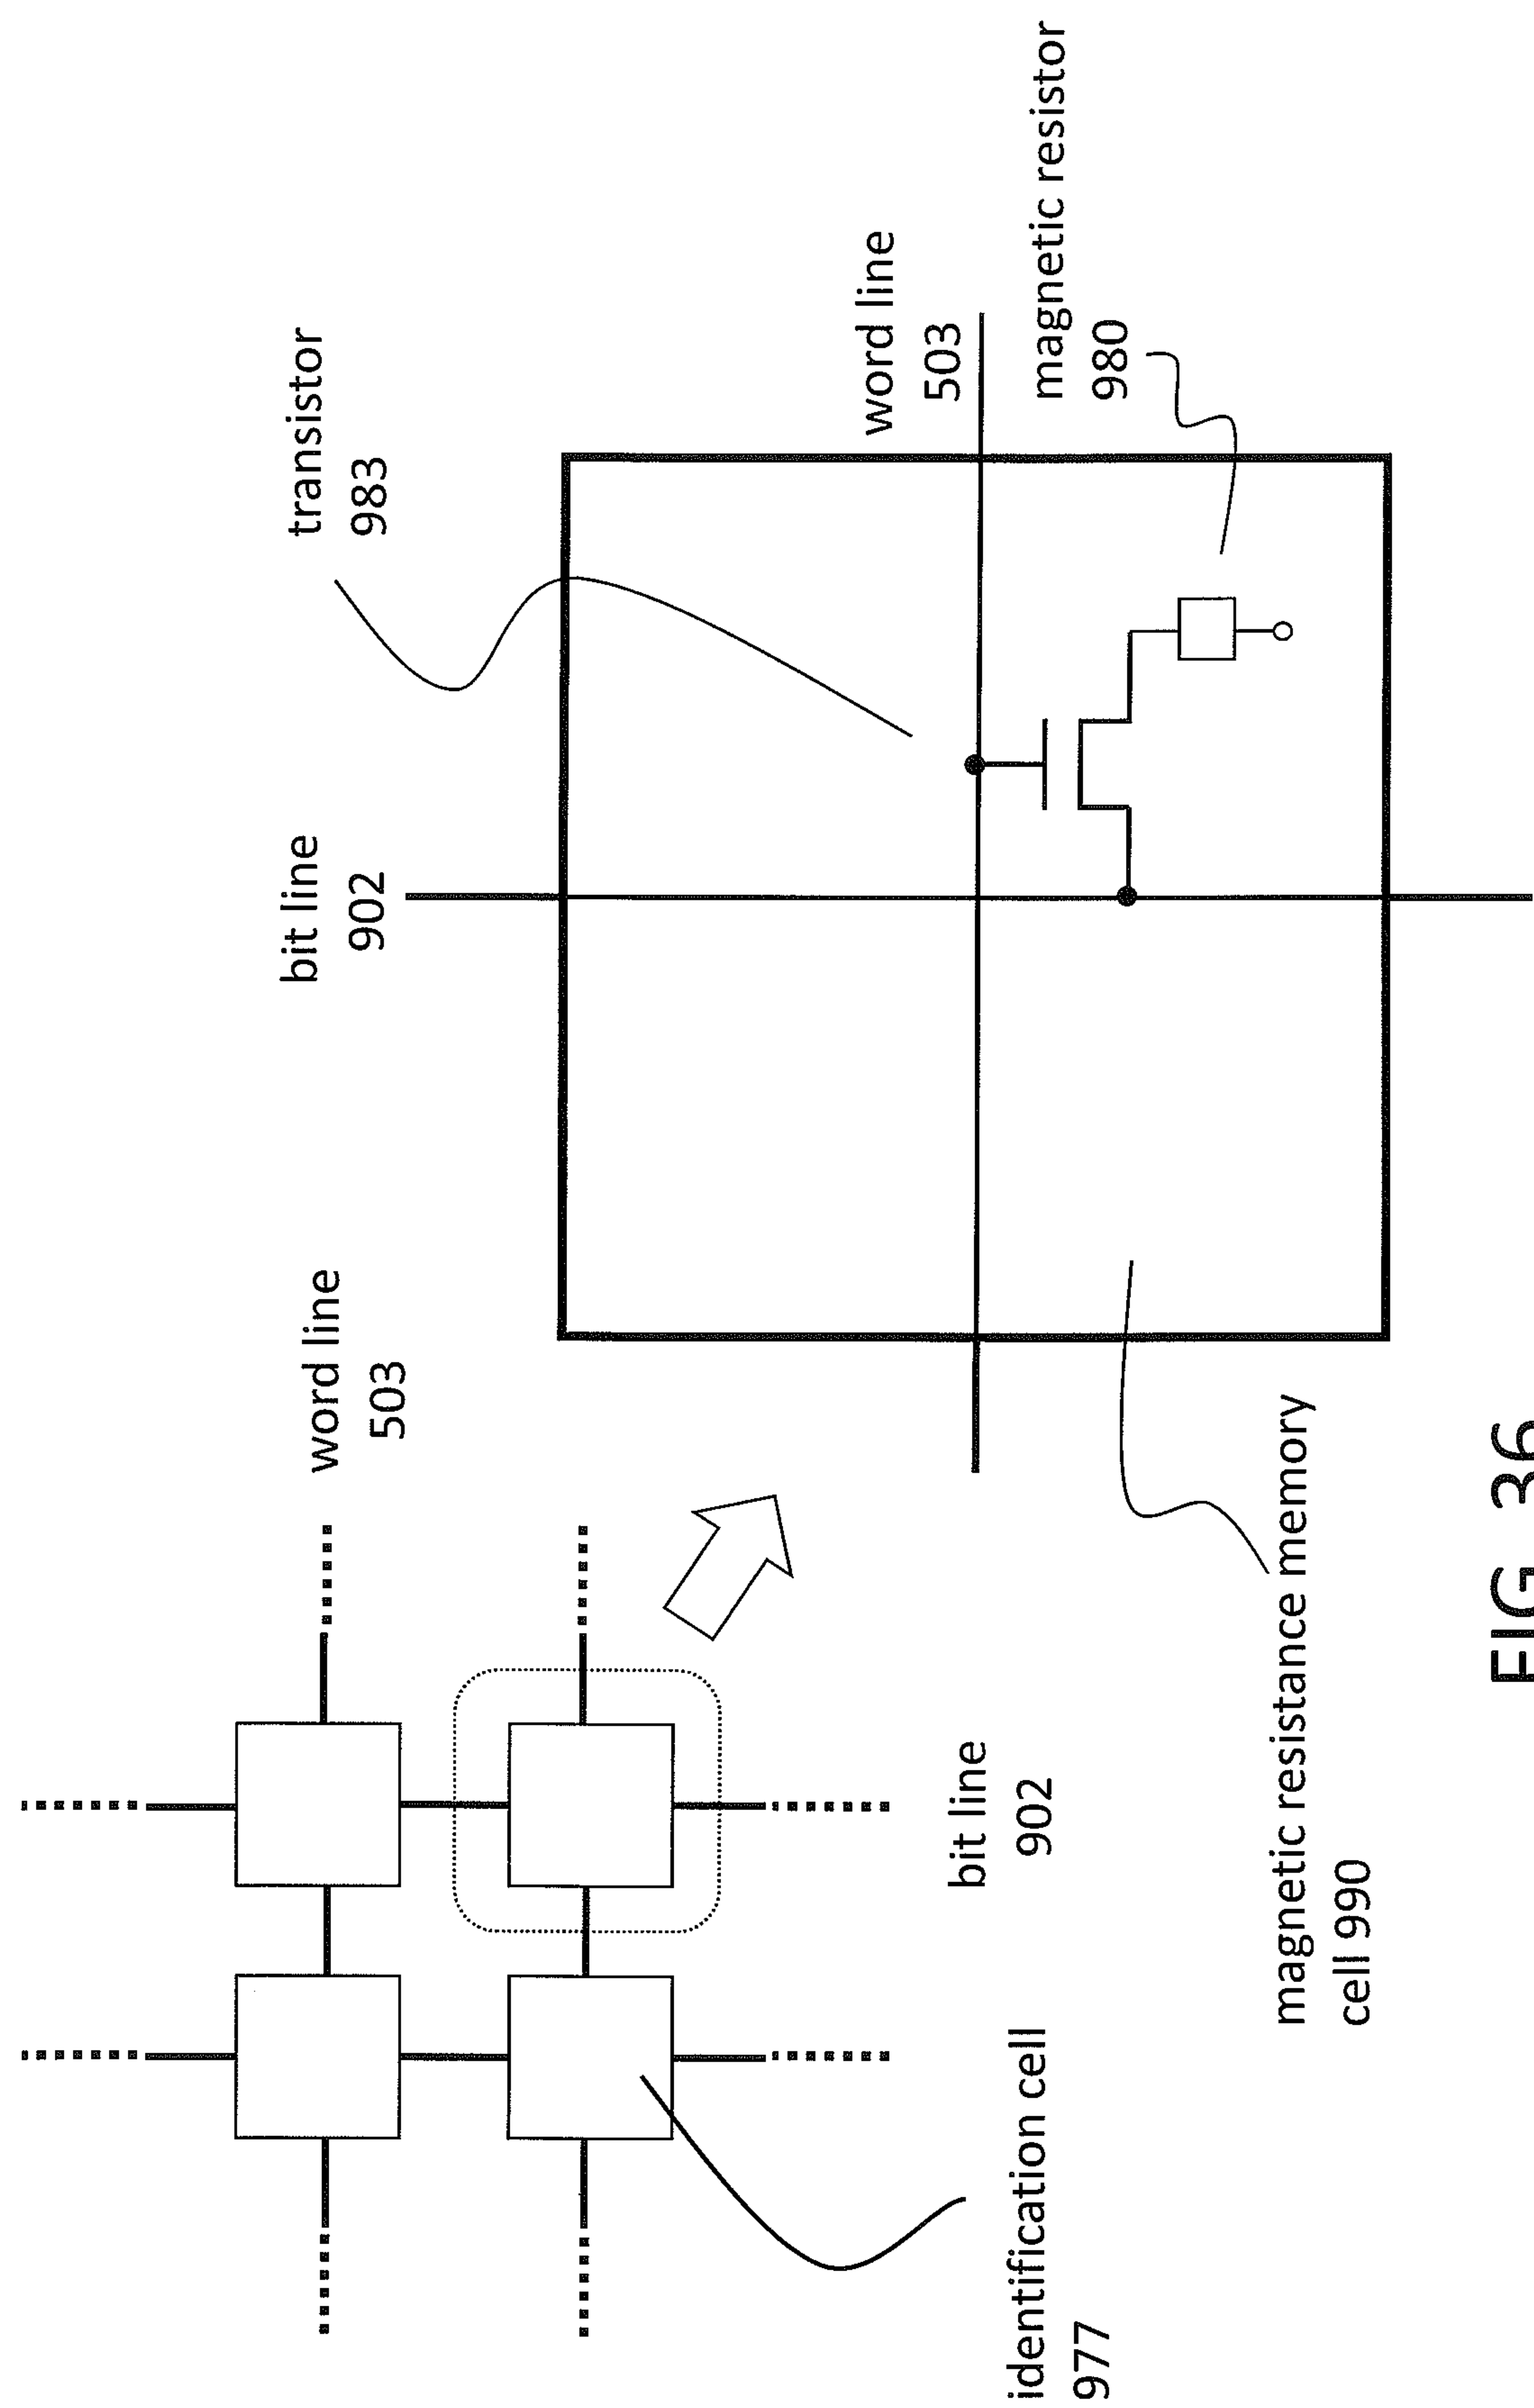 word line
503
bit line
902
transistor
983
bit line
902
word line
503
identification cell
977
magnetic resistor
980
magnetic resistance memory
cell 990
FIG 36